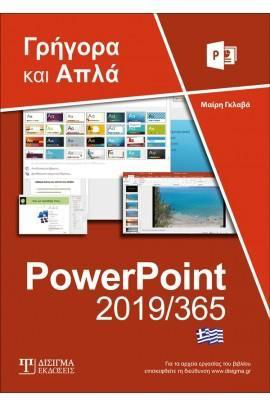 Γρήγορα
και Απλά
P
Μαίρη Γκλαβά
PowerPoint
2019/365
ΔΙΣΙΓΜΑ
ΕΚΔΟΣΕΙΣ
Για τα αρχεία εργασίας του βιβλίου
επισκεφθείτε τη διεύθυνση www.disigma.gr